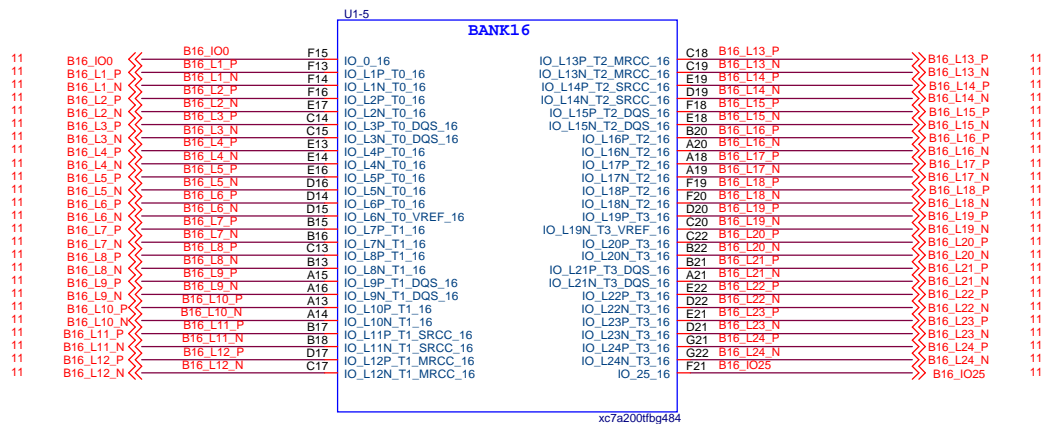 U1-5
BANK16
11 B16_IO0 B16_IO0 F15 IO_0_16 IO_L13P_T2_MRCC_16 C18 B16_L13_P B16_L13_P 11
11 B16_L1_P B16_L1_P F13 IO_L1P_T0_16 IO_L13N_T2_MRCC_16 C19 B16_L13_N B16_L13_N 11
11 B16_L1_N B16_L1_N F14 IO_L1N_T0_16 IO_L14P_T2_SRCC_16 E19 B16_L14_P B16_L14_P 11
11 B16_L2_P B16_L2_P F16 IO_L2P_T0_16 IO_L14N_T2_SRCC_16 D19 B16_L14_N B16_L14_N 11
11 B16_L2_N B16_L2_N E17 IO_L2N_T0_16 IO_L15P_T2_DQS_16 F18 B16_L15_P B16_L15_P 11
11 B16_L3_P B16_L3_P C14 IO_L3P_T0_DQS_16 IO_L15N_T2_DQS_16 E18 B16_L15_N B16_L15_N 11
11 B16_L3_N B16_L3_N C15 IO_L3N_T0_DQS_16 IO_L16P_T2_16 B20 B16_L16_P B16_L16_P 11
11 B16_L4_P B16_L4_P E13 IO_L4P_T0_16 IO_L16N_T2_16 A20 B16_L16_N B16_L16_N 11
11 B16_L4_N B16_L4_N E14 IO_L4N_T0_16 IO_L17P_T2_16 A18 B16_L17_P B16_L17_P 11
11 B16_L5_P B16_L5_P E16 IO_L5P_T0_16 IO_L17N_T2_16 A19 B16_L17_N B16_L17_N 11
11 B16_L5_N B16_L5_N D16 IO_L5N_T0_16 IO_L18P_T2_16 F19 B16_L18_P B16_L18_P 11
11 B16_L6_P B16_L6_P D14 IO_L6P_T0_16 IO_L18N_T2_16 F20 B16_L18_N B16_L18_N 11
11 B16_L6_N B16_L6_N D15 IO_L6N_T0_VREF_16 IO_L19P_T3_16 D20 B16_L19_P B16_L19_P 11
11 B16_L7_P B16_L7_P B15 IO_L7P_T1_16 IO_L19N_T3_VREF_16 C20 B16_L19_N B16_L19_N 11
11 B16_L7_N B16_L7_N B16 IO_L7N_T1_16 IO_L20P_T3_16 C22 B16_L20_P B16_L20_P 11
11 B16_L8_P B16_L8_P C13 IO_L8P_T1_16 IO_L20N_T3_16 B22 B16_L20_N B16_L20_N 11
11 B16_L8_N B16_L8_N B13 IO_L8N_T1_16 IO_L21P_T3_DQS_16 B21 B16_L21_P B16_L21_P 11
11 B16_L9_P B16_L9_P A15 IO_L9P_T1_DQS_16 IO_L21N_T3_DQS_16 A21 B16_L21_N B16_L21_N 11
11 B16_L9_N B16_L9_N A16 IO_L9N_T1_DQS_16 IO_L22P_T3_16 E22 B16_L22_P B16_L22_P 11
11 B16_L10_P B16_L10_P A13 IO_L10P_T1_16 IO_L22N_T3_16 D22 B16_L22_N B16_L22_N 11
11 B16_L10_N B16_L10_N A14 IO_L10N_T1_16 IO_L23P_T3_16 E21 B16_L23_P B16_L23_P 11
11 B16_L11_P B16_L11_P B17 IO_L11P_T1_SRCC_16 IO_L23N_T3_16 D21 B16_L23_N B16_L23_N 11
11 B16_L11_N B16_L11_N B18 IO_L11N_T1_SRCC_16 IO_L24P_T3_16 G21 B16_L24_P B16_L24_P 11
11 B16_L12_P B16_L12_P D17 IO_L12P_T1_MRCC_16 IO_L24N_T3_16 G22 B16_L24_N B16_L24_N 11
11 B16_L12_N B16_L12_N C17 IO_L12N_T1_MRCC_16 IO_25_16 F21 B16_IO25 B16_IO25 11
xc7a200tfbg484